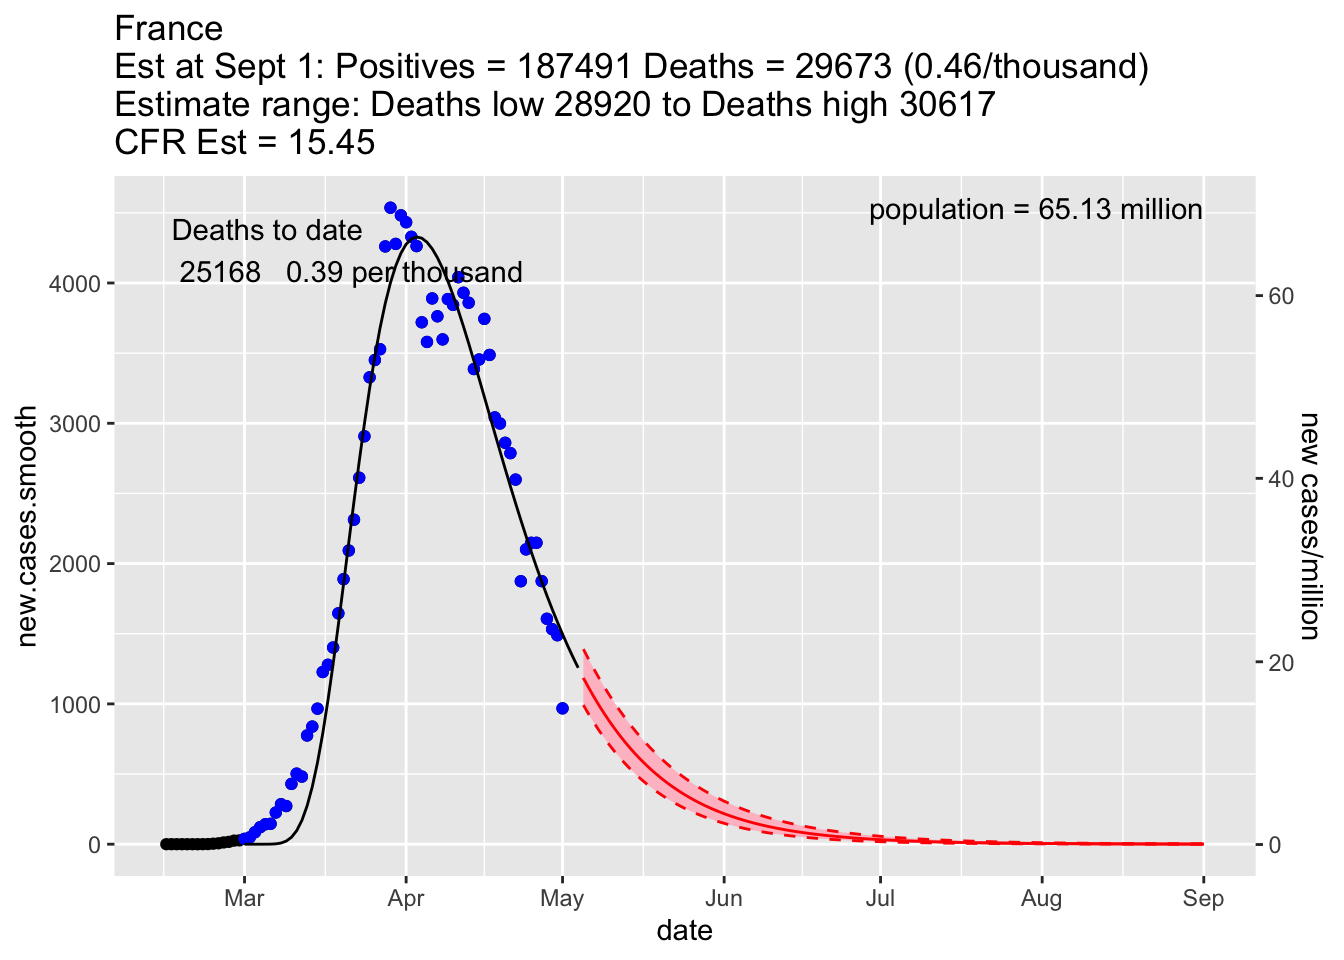 France
Est at Sept 1: Positives = 187491 Deaths = 29673 (0.46/thousand)
Estimate range: Deaths low 28920 to Deaths high 30617
CFR Est = 15.45
population = 65.13 million
Deaths to date
25168 0.39 per thousand
new.cases.smooth
4000
3000
2000
1000
0
60
40
20
0
new cases/million
Mar Apr May Jun Jul Aug Sep
date